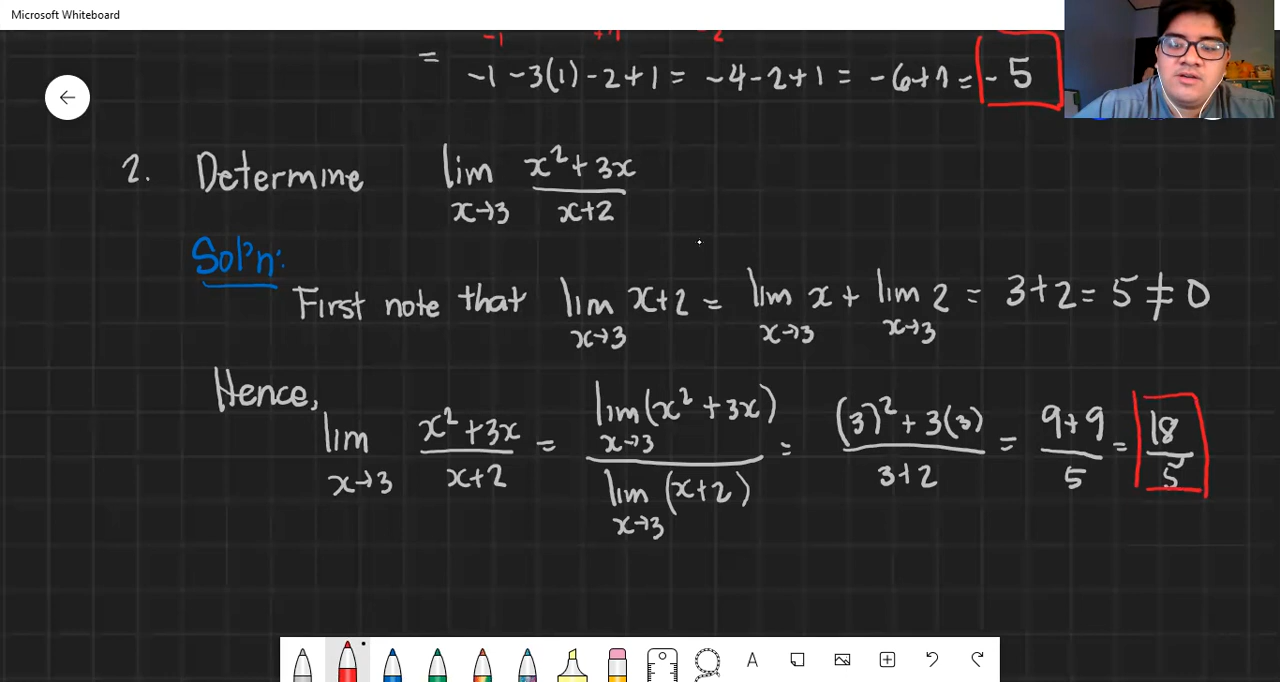 Microsoft Whiteboard
-1 +1 -2
= -1 -3(1) -2+1 = -4-2+1 = -6+1 = -5
2. Determine lim x→3 x²+3x / x+2
Sol'n:
First note that lim x→3 x+2 = lim x→3 x + lim x→3 2 = 3+2 = 5 ≠ 0
Hence,
lim x→3 x²+3x / x+2 = lim x→3 (x²+3x) / lim x→3 (x+2) = (3)²+3(3) / 3+2 = 9+9 / 5 = 18 / 5
A